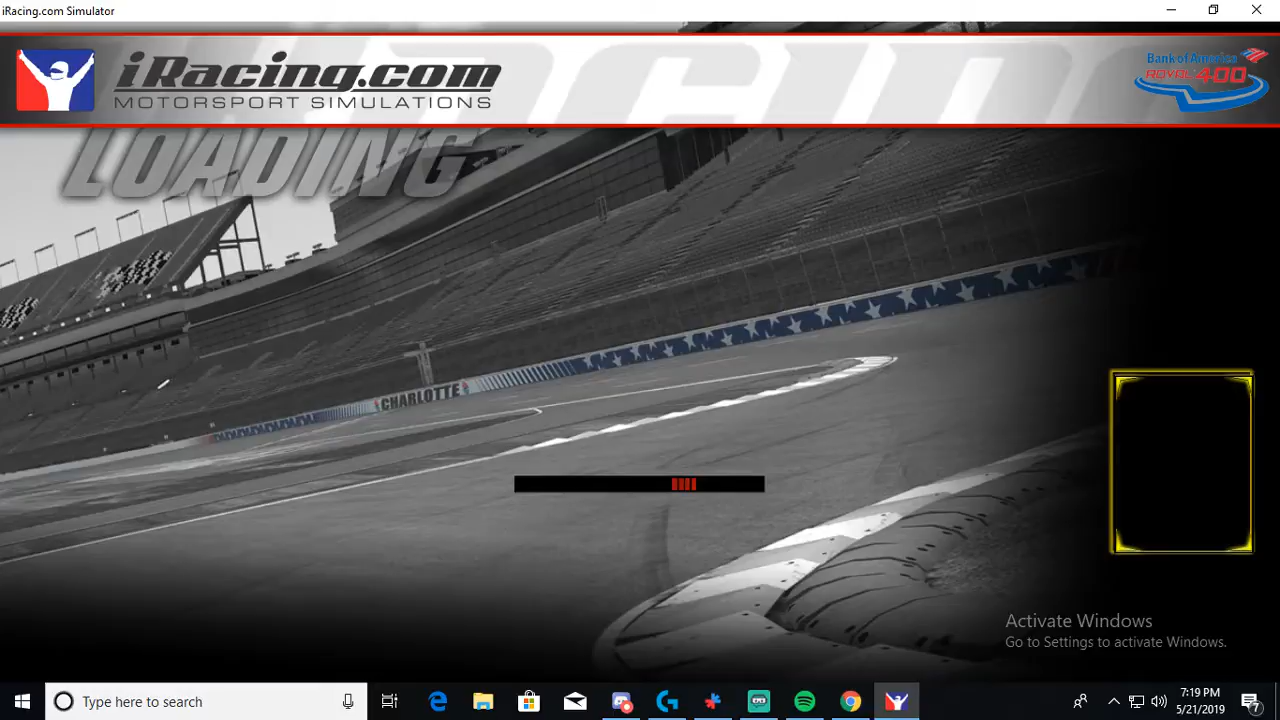 iRacing.com Simulator
iRacing.com
MOTORSPORT SIMULATIONS
Bank of America
ROVAL 400
LOADING
CHARLOTTE
Activate Windows
Go to Settings to activate Windows.
Type here to search
7:19 PM
5/21/2019
7